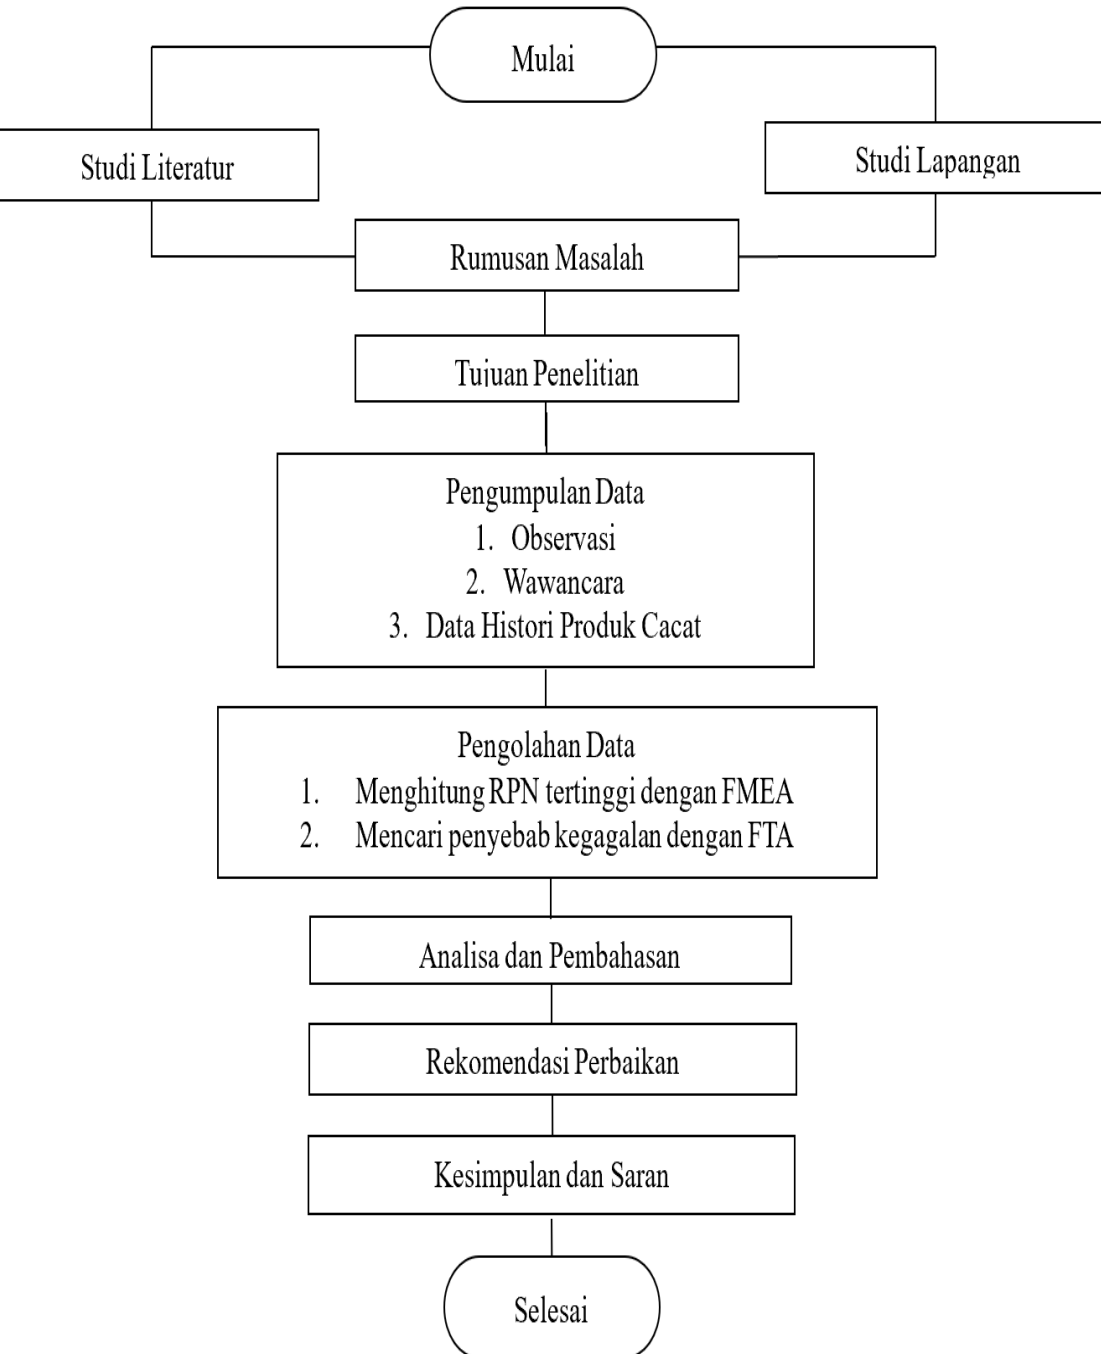 Mulai
Studi Literatur
Studi Lapangan
Rumusan Masalah
Tujuan Penelitian
Pengumpulan Data
1. Observasi
2. Wawancara
3. Data Histori Produk Cacat
Pengolahan Data
1. Menghitung RPN tertinggi dengan FMEA
2. Mencari penyebab kegagalan dengan FTA
Analisa dan Pembahasan
Rekomendasi Perbaikan
Kesimpulan dan Saran
Selesai